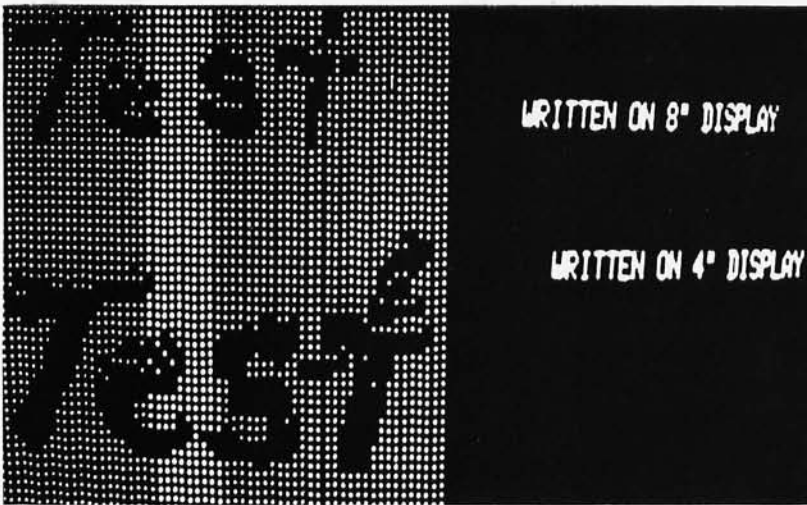 Test
WRITTEN ON 8" DISPLAY
Test
WRITTEN ON 4" DISPLAY